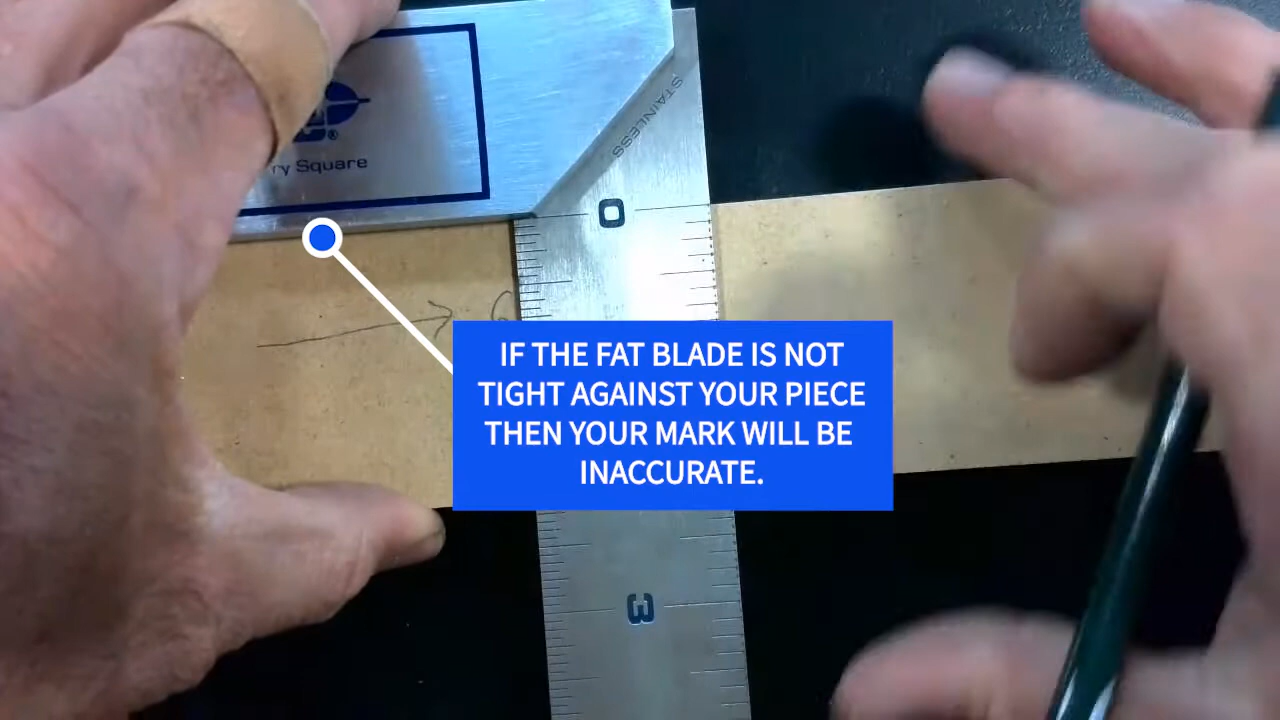 ®
ry Square
STAINLESS
0
IF THE FAT BLADE IS NOT
TIGHT AGAINST YOUR PIECE
THEN YOUR MARK WILL BE
INACCURATE.
3